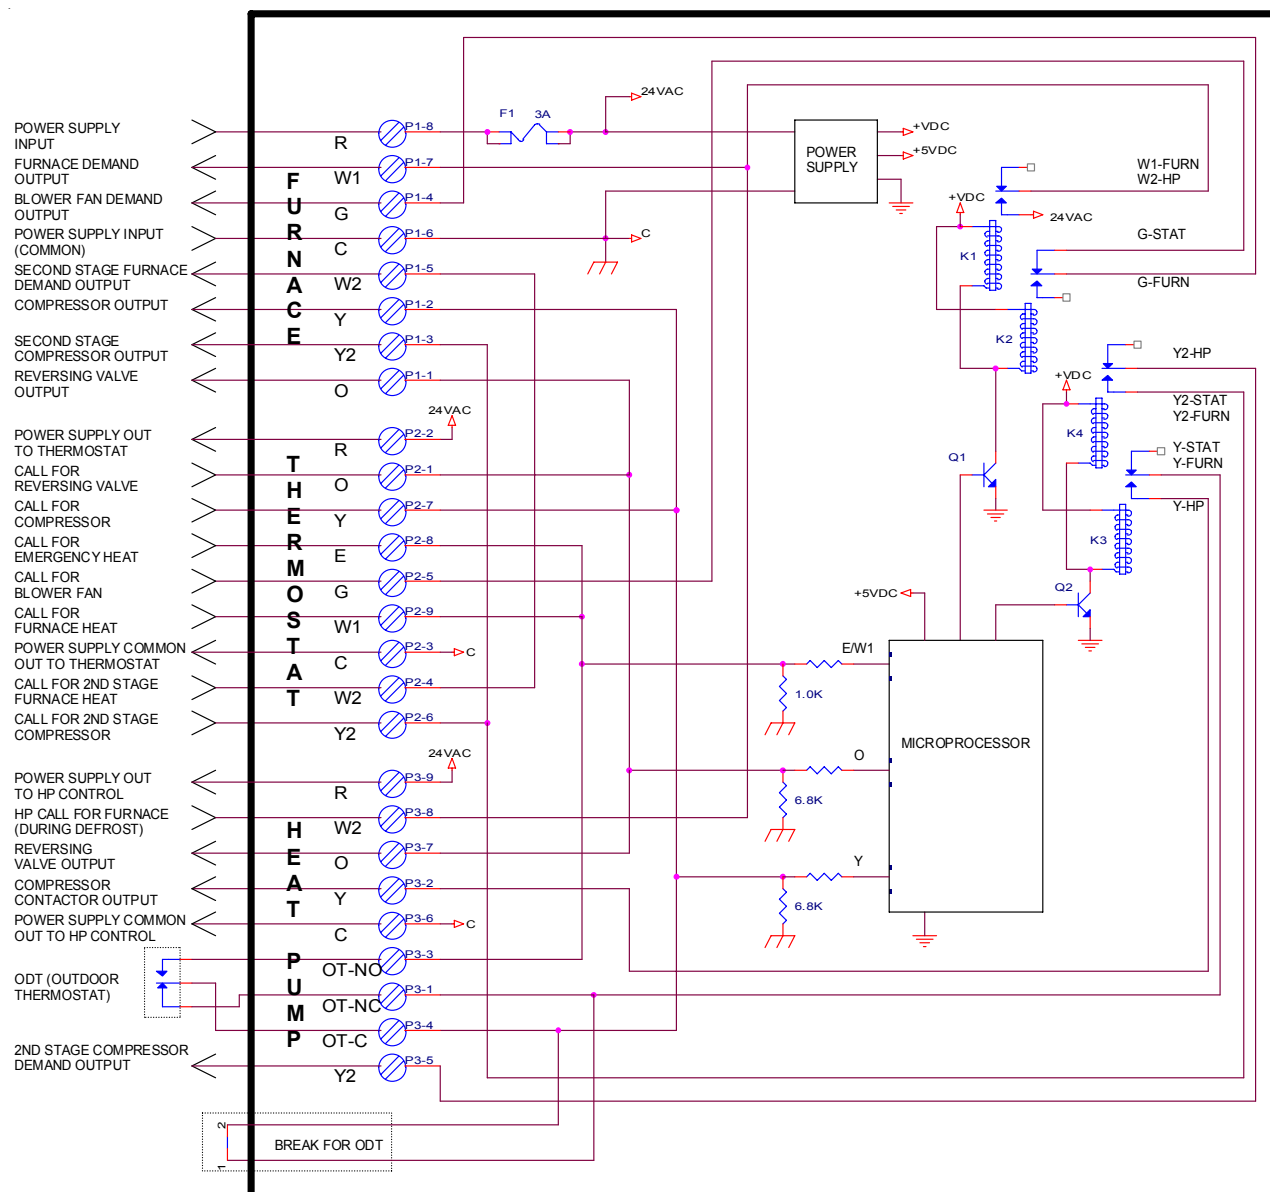 POWER SUPPLY
INPUT
R
P1-8
F1
3A
24VAC
FURNACE DEMAND
OUTPUT
W1
P1-7
BLOWER FAN DEMAND
OUTPUT
G
P1-4
POWER SUPPLY INPUT
(COMMON)
C
P1-6
C
SECOND STAGE FURNACE
DEMAND OUTPUT
W2
P1-5
COMPRESSOR OUTPUT
Y
P1-2
SECOND STAGE
COMPRESSOR OUTPUT
Y2
P1-3
REVERSING VALVE
OUTPUT
O
P1-1
FURNACE
POWER
SUPPLY
+VDC
+5VDC
W1-FURN
W2-HP
+VDC
24VAC
K1
G-STAT
G-FURN
K2
Y2-HP
+VDC
Y2-STAT
Y2-FURN
K4
Y-STAT
Y-FURN
Y-HP
K3
Q1
Q2
24VAC
POWER SUPPLY OUT
TO THERMOSTAT
R
P2-2
CALL FOR
REVERSING VALVE
O
P2-1
CALL FOR
COMPRESSOR
Y
P2-7
CALL FOR
EMERGENCY HEAT
E
P2-8
CALL FOR
BLOWER FAN
G
P2-5
CALL FOR
FURNACE HEAT
W1
P2-9
POWER SUPPLY COMMON
OUT TO THERMOSTAT
C
P2-3
C
CALL FOR 2ND STAGE
FURNACE HEAT
W2
P2-4
CALL FOR 2ND STAGE
COMPRESSOR
Y2
P2-6
THERMOSTAT
+5VDC
E/W1
1.0K
MICROPROCESSOR
O
6.8K
Y
6.8K
24VAC
POWER SUPPLY OUT
TO HP CONTROL
R
P3-9
HP CALL FOR FURNACE
(DURING DEFROST)
W2
P3-8
REVERSING
VALVE OUTPUT
O
P3-7
COMPRESSOR
CONTACTOR OUTPUT
Y
P3-2
POWER SUPPLY COMMON
OUT TO HP CONTROL
C
P3-6
C
ODT (OUTDOOR
THERMOSTAT)
OT-NO
P3-3
OT-NC
P3-1
OT-C
P3-4
2ND STAGE COMPRESSOR
DEMAND OUTPUT
Y2
P3-5
HEAT PUMP
2
BREAK FOR ODT
1